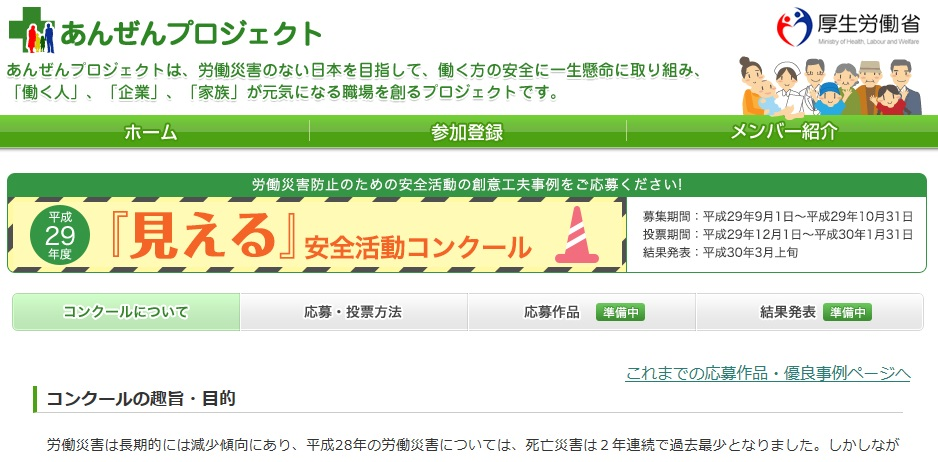 あんぜんプロジェクト
厚生労働省
Ministry of Health, Labour and Welfare
あんぜんプロジェクトは、労働災害のない日本を目指して、働く方の安全に一生懸命に取り組み、
「働く人」、「企業」、「家族」が元気になる職場を創るプロジェクトです。
ホーム
参加登録
メンバー紹介
労働災害防止のための安全活動の創意工夫事例をご応募ください!
平成
29
年度
『見える』安全活動コンクール
募集期間：平成29年9月1日～平成29年10月31日
投票期間：平成29年12月1日～平成30年1月31日
結果発表：平成30年3月上旬
コンクールについて
応募・投票方法
応募作品 準備中
結果発表 準備中
これまでの応募作品・優良事例ページへ
コンクールの趣旨・目的
労働災害は長期的には減少傾向にあり、平成28年の労働災害については、死亡災害は２年連続で過去最少となりました。しかしなが